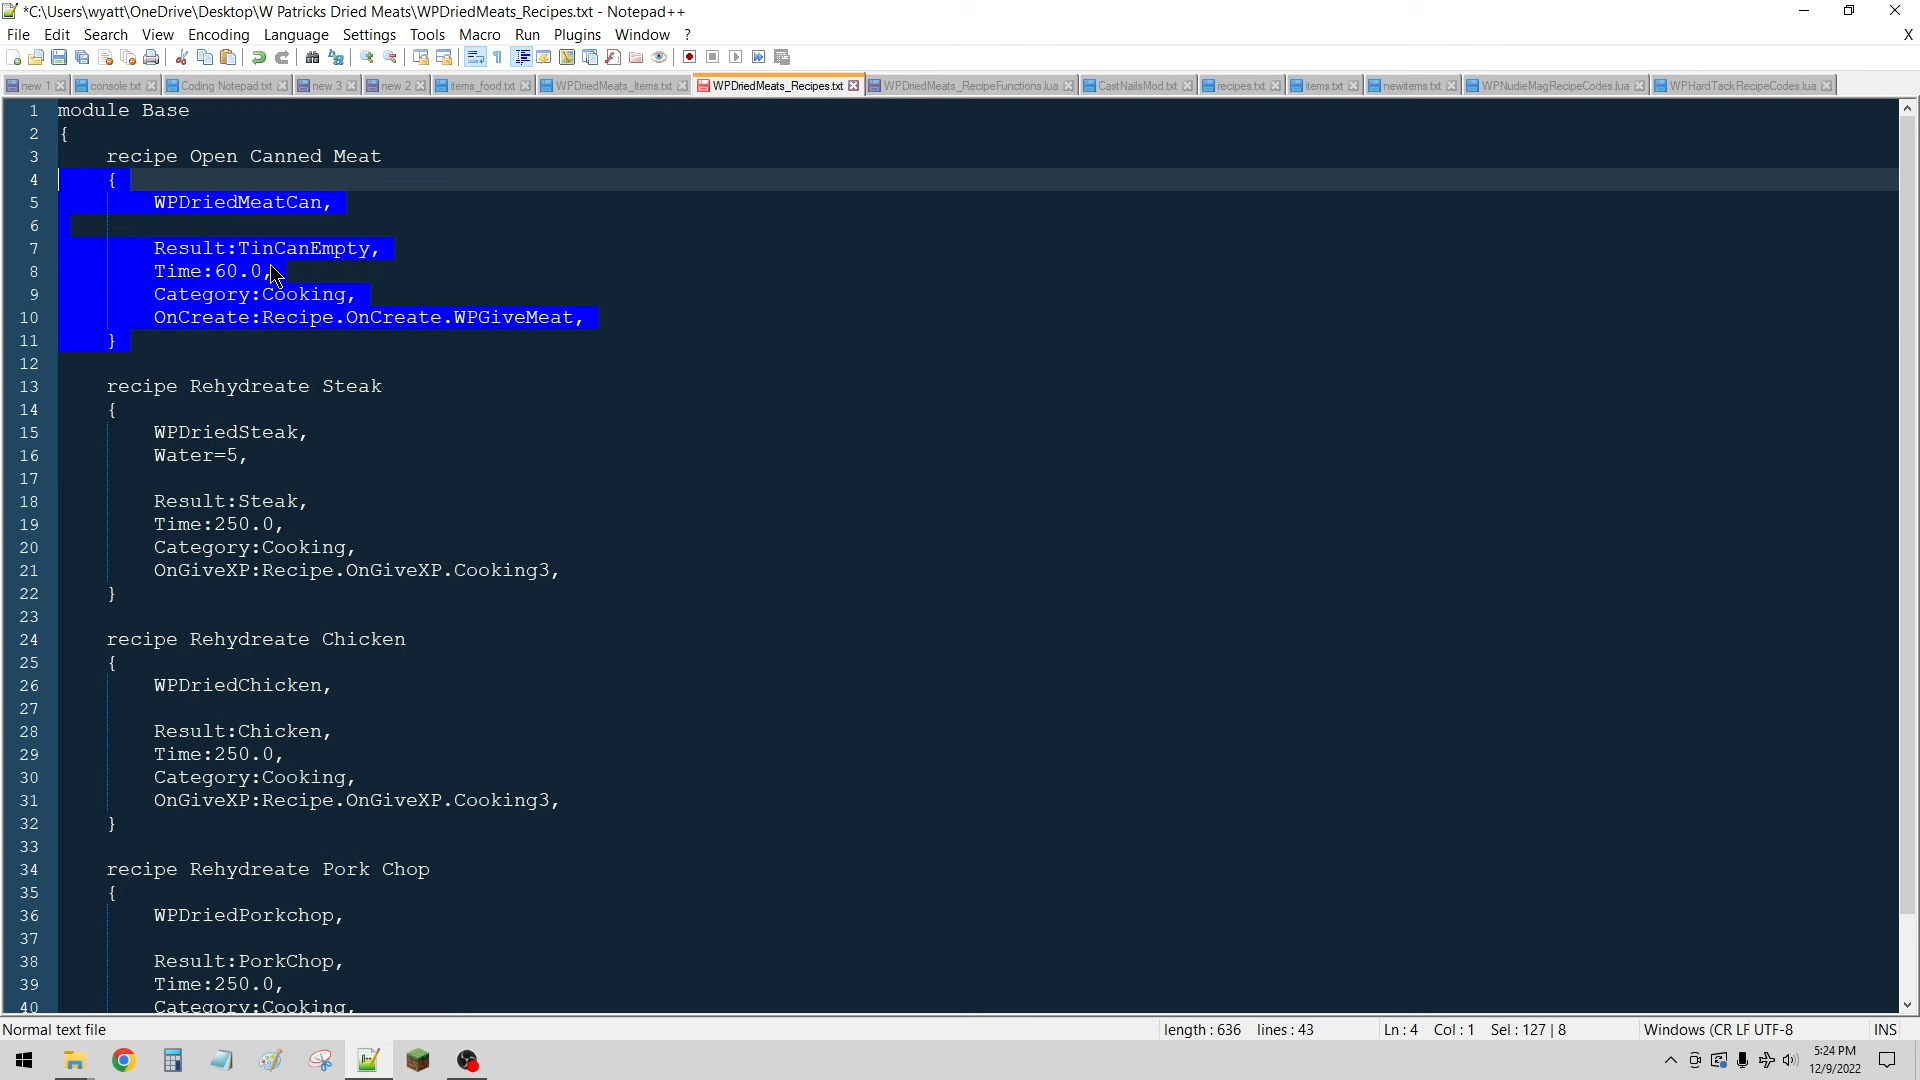 *C:\Users\wyatt\OneDrive\Desktop\W Patricks Dried Meats\WPDriedMeats_Recipes.txt - Notepad++
File Edit Search View Encoding Language Settings Tools Macro Run Plugins Window ? X
new 1 console.txt Coding Notepad.txt new 3 new 2 items_food.txt WPDriedMeats_Items.txt WPDriedMeats_Recipes.txt WPDriedMeats_RecipeFunctions.lua CastNailsMod.txt recipes.txt items.txt newitems.txt WPNudieMagRecipeCodes.lua WPHardTackRecipeCodes.lua
1 module Base
2 {
3 recipe Open Canned Meat
4 {
5 WPDriedMeatCan,
6
7 Result:TinCanEmpty,
8 Time:60.0,
9 Category:Cooking,
10 OnCreate:Recipe.OnCreate.WPGiveMeat,
11 }
12
13 recipe Rehydreate Steak
14 {
15 WPDriedSteak,
16 Water=5,
17
18 Result:Steak,
19 Time:250.0,
20 Category:Cooking,
21 OnGiveXP:Recipe.OnGiveXP.Cooking3,
22 }
23
24 recipe Rehydreate Chicken
25 {
26 WPDriedChicken,
27
28 Result:Chicken,
29 Time:250.0,
30 Category:Cooking,
31 OnGiveXP:Recipe.OnGiveXP.Cooking3,
32 }
33
34 recipe Rehydreate Pork Chop
35 {
36 WPDriedPorkchop,
37
38 Result:PorkChop,
39 Time:250.0,
40 Category:Cooking,
Normal text file length : 636 lines : 43 Ln : 4 Col : 1 Sel : 127 | 8 Windows (CR LF UTF-8 INS
5:24 PM
12/9/2022